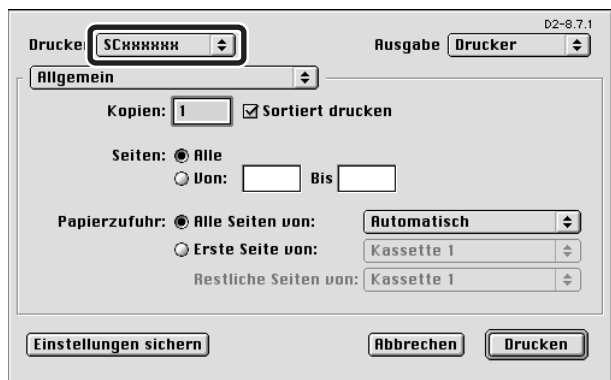 D2-8.7.1
Drucker SCxxxxxx Ausgabe Drucker
Allgemein
Kopien: 1 Sortiert drucken
Seiten: Alle
Von: Bis
Papierzufuhr: Alle Seiten von: Automatisch
Erste Seite von: Kassette 1
Restliche Seiten von: Kassette 1
Einstellungen sichern Abbrechen Drucken